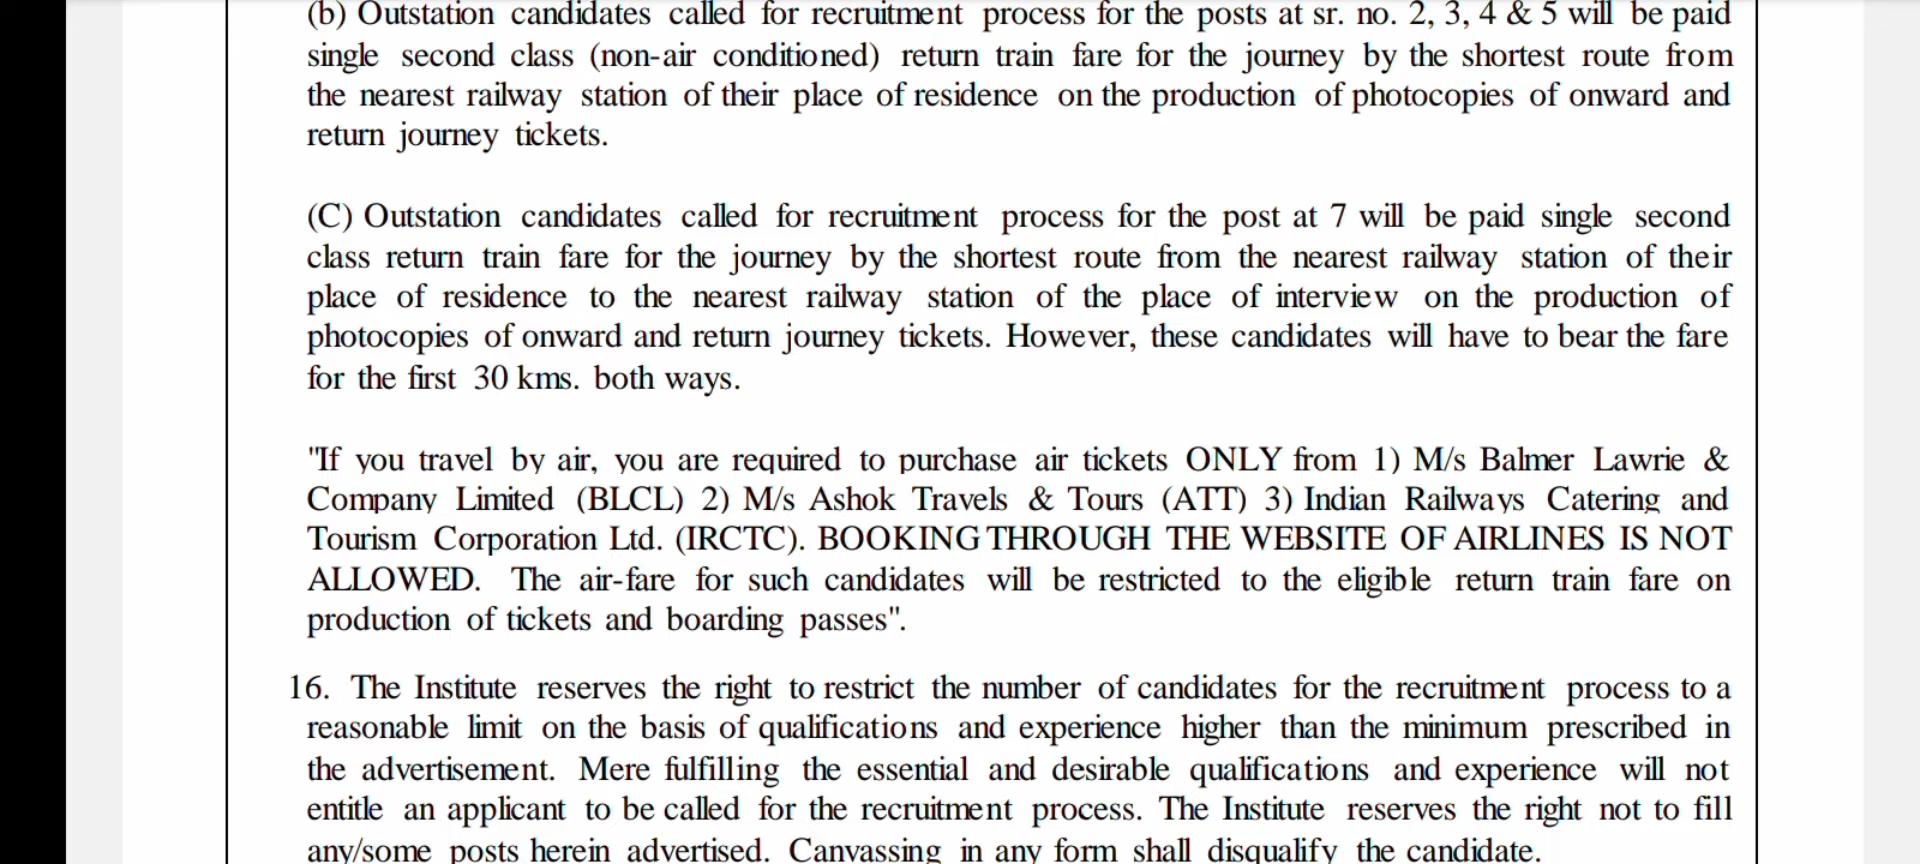 (b) Outstation candidates called for recruitment process for the posts at sr. no. 2, 3, 4 & 5 will be paid
single second class (non-air conditioned) return train fare for the journey by the shortest route from
the nearest railway station of their place of residence on the production of photocopies of onward and
return journey tickets.
(C) Outstation candidates called for recruitment process for the post at 7 will be paid single second
class return train fare for the journey by the shortest route from the nearest railway station of their
place of residence to the nearest railway station of the place of interview on the production of
photocopies of onward and return journey tickets. However, these candidates will have to bear the fare
for the first 30 kms. both ways.
"If you travel by air, you are required to purchase air tickets ONLY from 1) M/s Balmer Lawrie &
Company Limited (BLCL) 2) M/s Ashok Travels & Tours (ATT) 3) Indian Railways Catering and
Tourism Corporation Ltd. (IRCTC). BOOKING THROUGH THE WEBSITE OF AIRLINES IS NOT
ALLOWED. The air-fare for such candidates will be restricted to the eligible return train fare on
production of tickets and boarding passes".
16. The Institute reserves the right to restrict the number of candidates for the recruitment process to a
reasonable limit on the basis of qualifications and experience higher than the minimum prescribed in
the advertisement. Mere fulfilling the essential and desirable qualifications and experience will not
entitle an applicant to be called for the recruitment process. The Institute reserves the right not to fill
any/some posts herein advertised. Canvassing in any form shall disqualify the candidate.